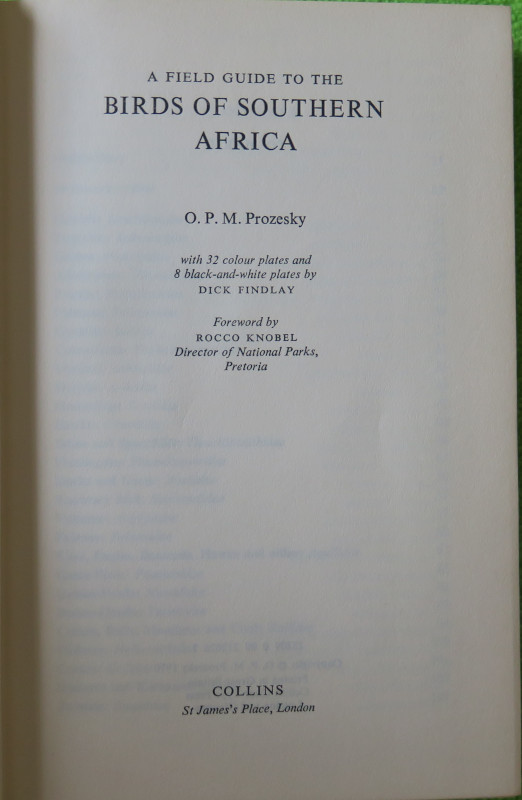 A FIELD GUIDE TO THE
BIRDS OF SOUTHERN
AFRICA
O. P. M. Prozesky
with 32 colour plates and
8 black-and-white plates by
DICK FINDLAY
Foreword by
ROCCO KNOBEL
Director of National Parks,
Pretoria
COLLINS
St James's Place, London